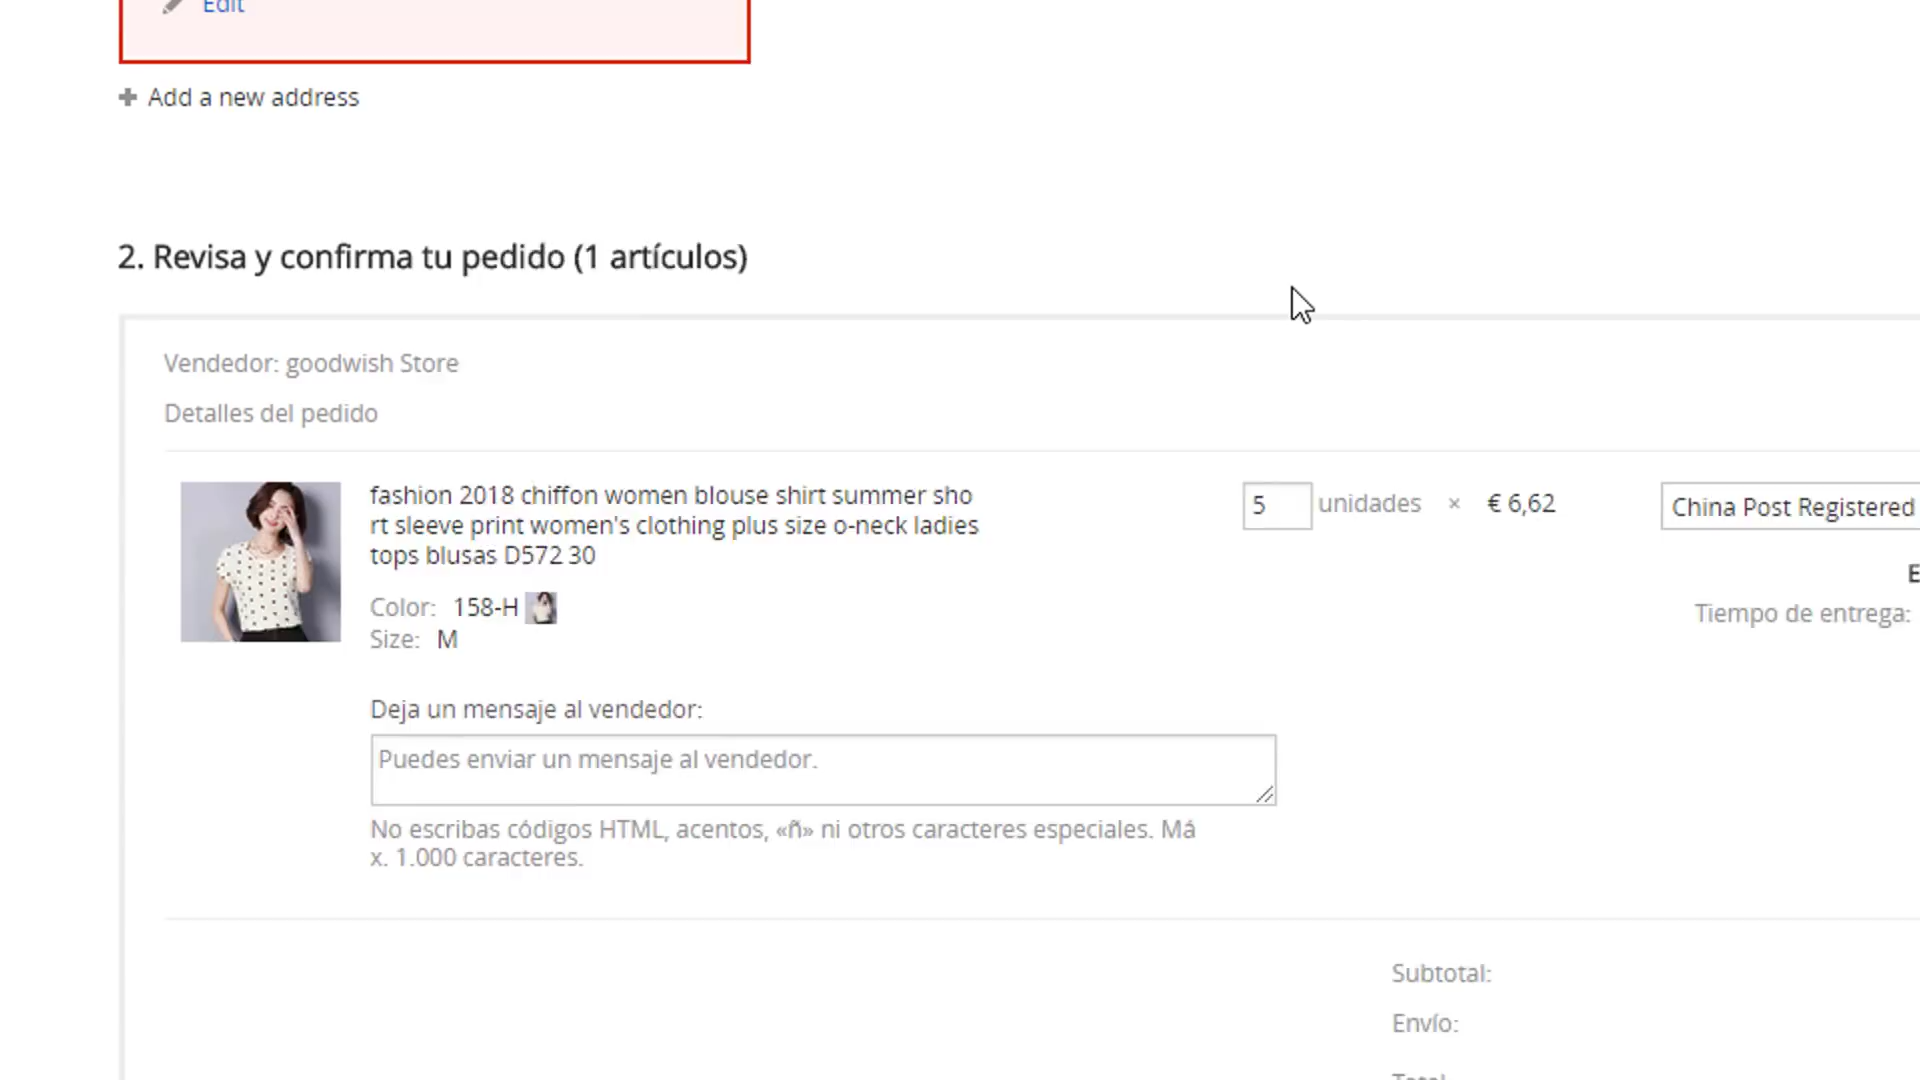 Edit
Add a new address
2. Revisa y confirma tu pedido (1 artículos)
Vendedor: goodwish Store
Detalles del pedido
fashion 2018 chiffon women blouse shirt summer sho
rt sleeve print women's clothing plus size o-neck ladies
tops blusas D572 30
5 unidades × € 6,62
China Post Registered
E
Tiempo de entrega:
Color: 158-H
Size: M
Deja un mensaje al vendedor:
Puedes enviar un mensaje al vendedor.
No escribas códigos HTML, acentos, «ñ» ni otros caracteres especiales. Má
x. 1.000 caracteres.
Subtotal:
Envío: